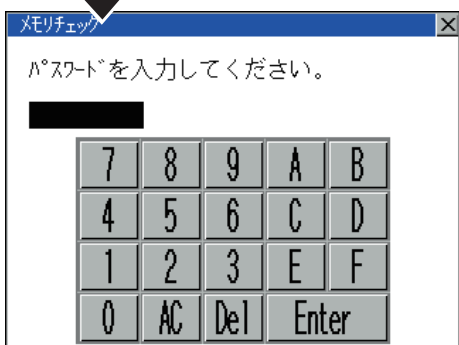 ﾒﾓﾘﾁｪｯｸ
ﾊﾟｽﾜｰﾄﾞを入力してください。
7 8 9 A B
4 5 6 C D
1 2 3 E F
0 AC Del Enter